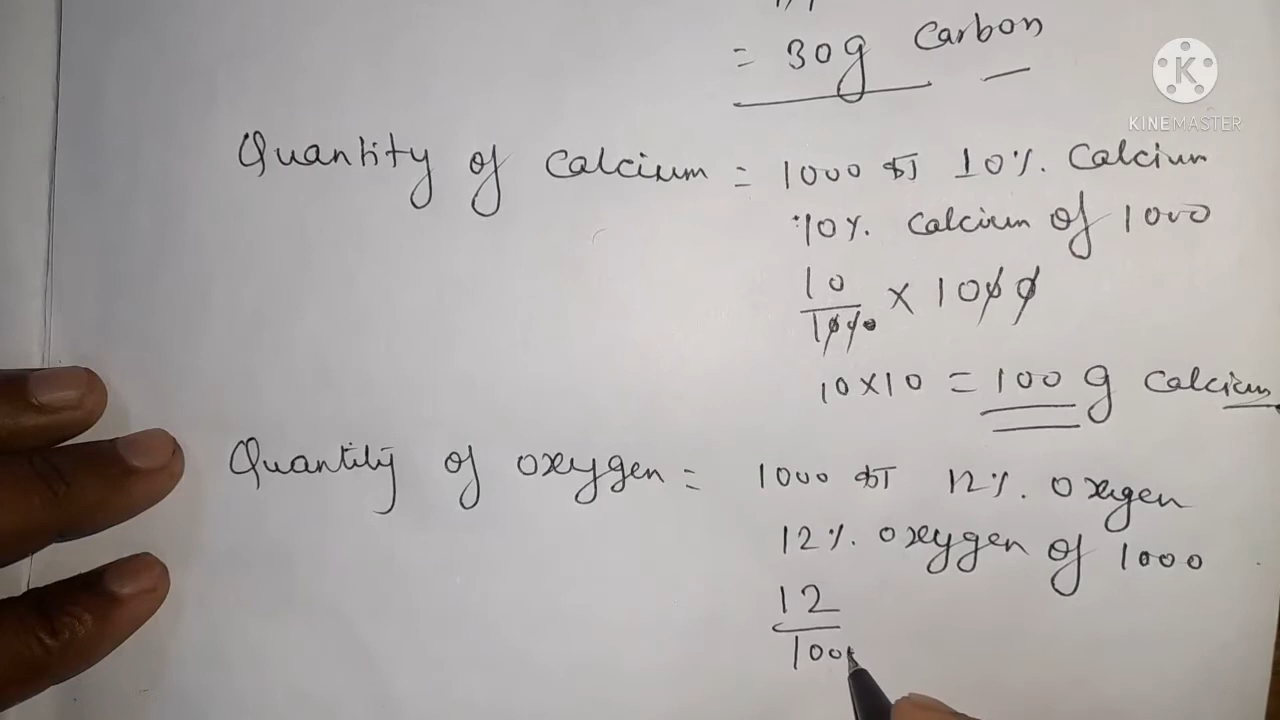 = 30g Carbon
KINEMASTER
Quantity of Calcium = 1000 का 10% Calcium
10% Calcium of 1000
10/100 × 1000
10×10 = 100 g Calcium
Quantity of oxygen = 1000 का 12% Oxygen
12% oxygen of 1000
12
100